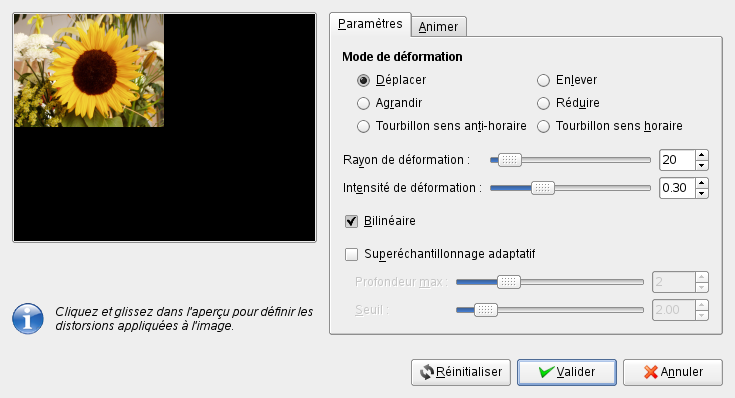 Paramètres
Animer
Mode de déformation
Déplacer
Enlever
Agrandir
Réduire
Tourbillon sens anti-horaire
Tourbillon sens horaire
Rayon de déformation :
20
Intensité de déformation :
0.30
Bilinéaire
Superéchantillonnage adaptatif
Profondeur max :
2
Seuil :
2.00
Cliquez et glissez dans l'aperçu pour définir les
distorsions appliquées à l'image.
Réinitialiser
Valider
Annuler